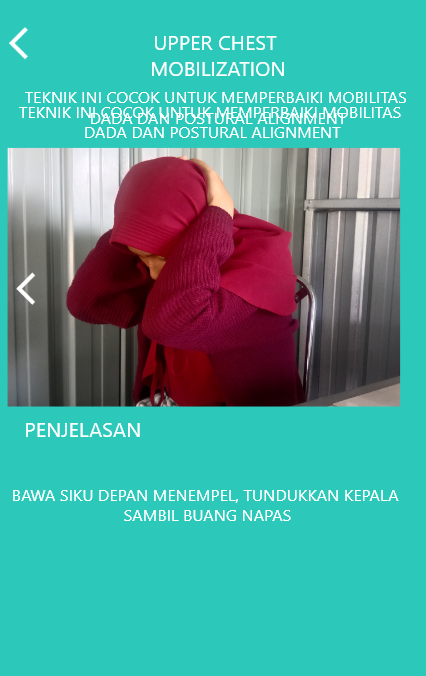 UPPER CHEST
MOBILIZATION
TEKNIK INI COCOK UNTUK MEMPERBAIKI MOBILITAS
DADA DAN POSTURAL ALIGNMENT
TEKNIK INI COCOK UNTUK MEMPERBAIKI MOBILITAS
DADA DAN POSTURAL ALIGNMENT
PENJELASAN
BAWA SIKU DEPAN MENEMPEL, TUNDUKKAN KEPALA
SAMBIL BUANG NAPAS